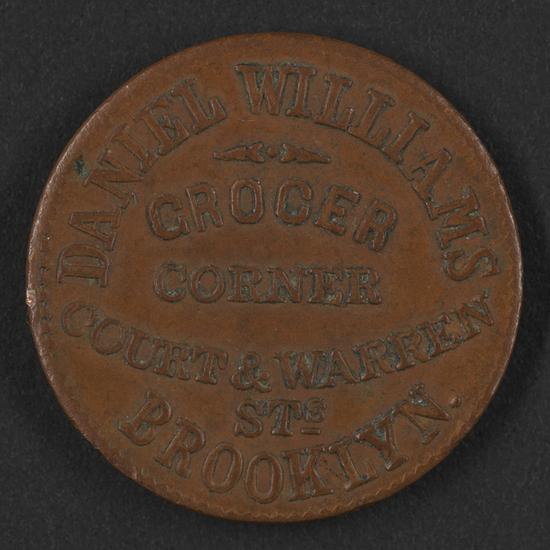 DANIEL WILLIAMS
GROCER
CORNER
COURT & WARREN
STS
BROOKLYN.